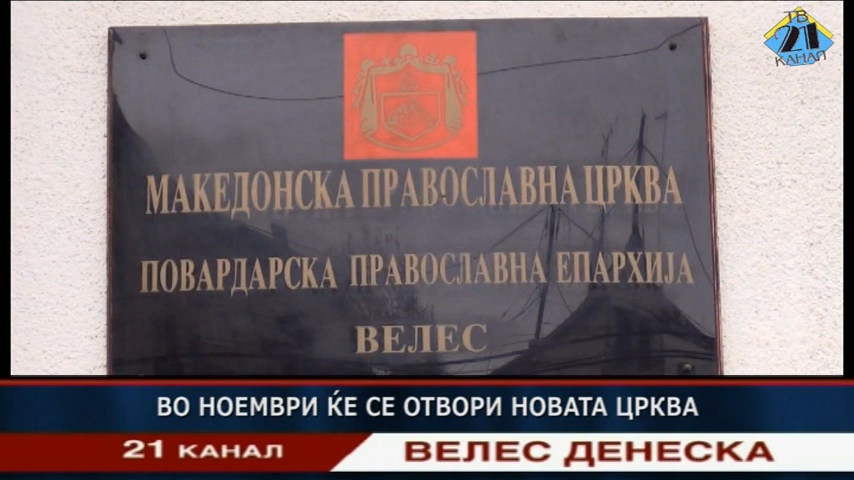 ТВ
21
КАНАЛ
МАКЕДОНСКА ПРАВОСЛАВНА ЦРКВА
ПОВАРДАРСКА ПРАВОСЛАВНА ЕПАРХИЈА
ВЕЛЕС
ВО НОЕМВРИ ЌЕ СЕ ОТВОРИ НОВАТА ЦРКВА
21 КАНАЛ
ВЕЛЕС ДЕНЕСКА